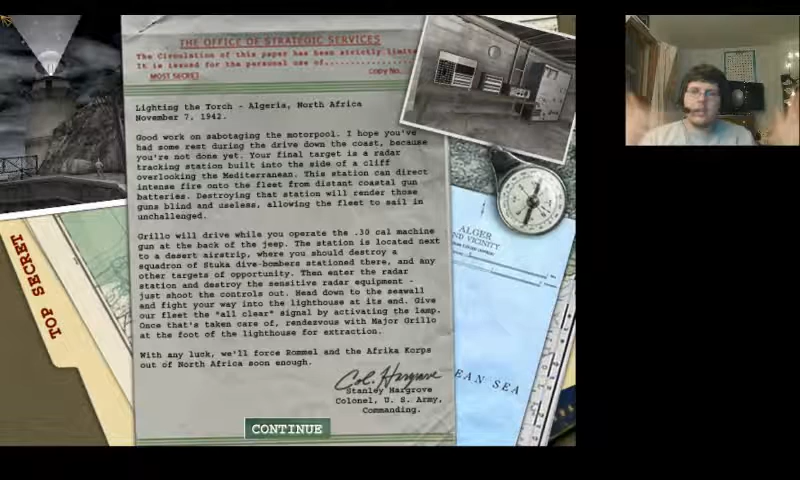 THE OFFICE OF STRATEGIC SERVICES
The Circulation of this paper has been strictly limite
It is issued for the personal use of
MOST SECRET
Copy No.
Lighting the Torch - Algeria, North Africa
November 7, 1942.
Good work on sabotaging the motorpool. I hope you've
had some rest during the drive down the coast, because
you're not done yet. Your final target is a radar
tracking station built into the side of a cliff
overlooking the Mediterranean. This station can direct
intense fire onto the fleet from distant coastal gun
batteries. Destroying that station will render those
guns blind and useless, allowing the fleet to sail in
unchallenged.
Grillo will drive while you operate the .30 cal machine
gun at the back of the jeep. The station is located next
to a desert airstrip, where you should destroy a
squadron of Stuka dive-bombers stationed there, and any
other targets of opportunity. Then enter the radar
station and destroy the sensitive radar equipment -
just shoot the controls out. Head down to the seawall
and fight your way into the lighthouse at its end. Give
our fleet the "all clear" signal by activating the lamp.
Once that's taken care of, rendezvous with Major Grillo
at the foot of the lighthouse for extraction.
With any luck, we'll force Rommel and the Afrika Korps
out of North Africa soon enough.
Col. Hargrove
Stanley Hargrove
Colonel, U. S. Army,
Commanding.
CONTINUE
TOP SECRET
ALGER
ND VICINITY
EAN SEA